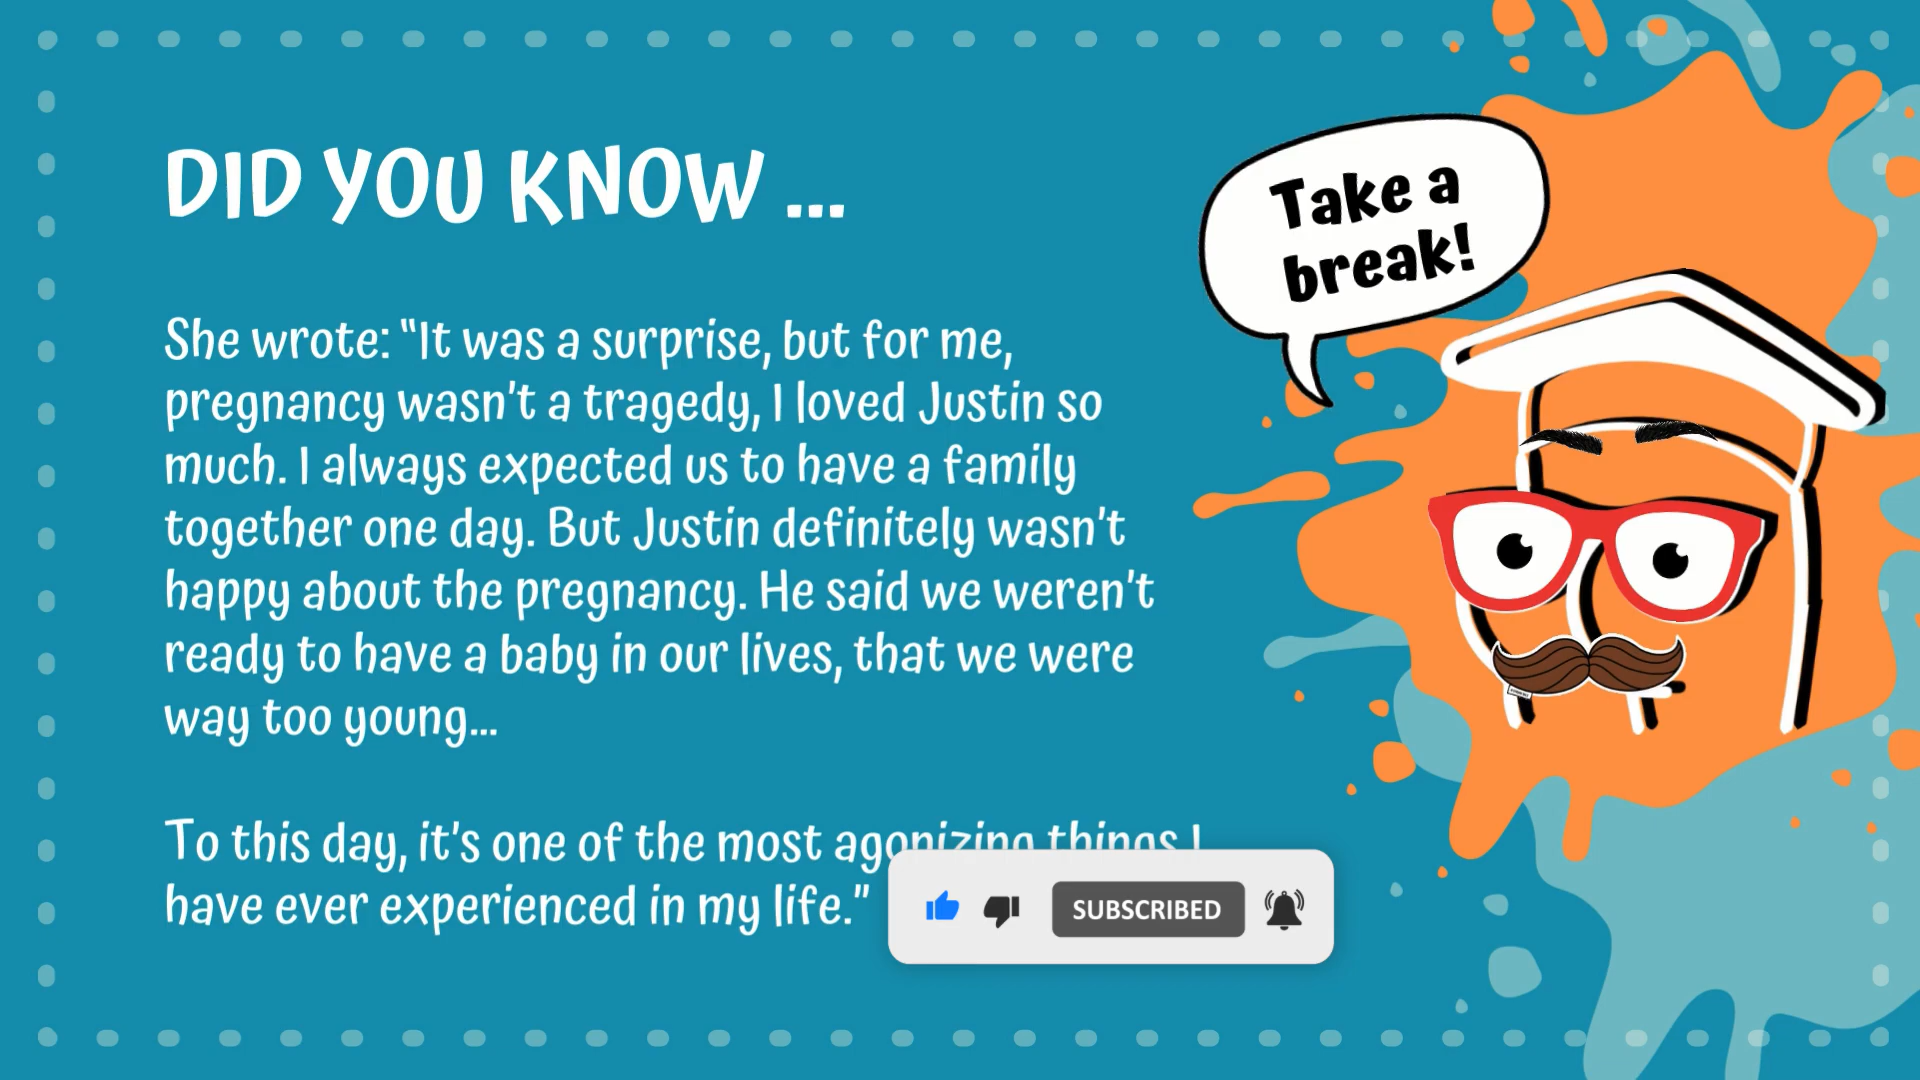 DID YOU KNOW ...
Take a
break!
She wrote: “It was a surprise, but for me,
pregnancy wasn’t a tragedy, I loved Justin so
much. I always expected us to have a family
together one day. But Justin definitely wasn’t
happy about the pregnancy. He said we weren’t
ready to have a baby in our lives, that we were
way too young...
To this day, it’s one of the most agonizing things I
have ever experienced in my life.”
SUBSCRIBED